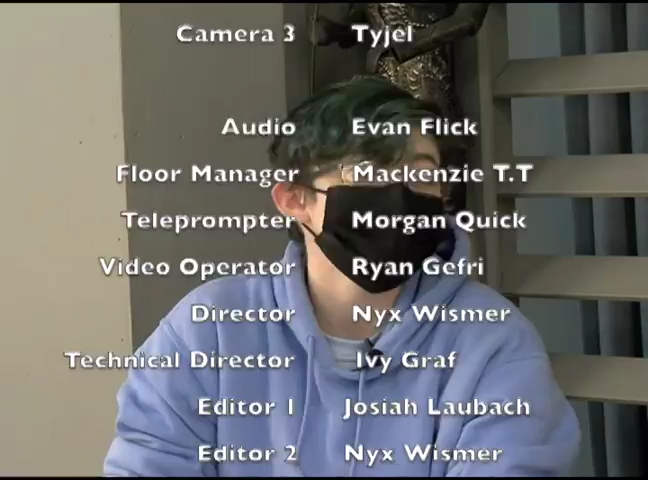 Camera 3 Tyjel
Audio Evan Flick
Floor Manager Mackenzie T.T
Teleprompter Morgan Quick
Video Operator Ryan Gefri
Director Nyx Wismer
Technical Director Ivy Graf
Editor 1 Josiah Laubach
Editor 2 Nyx Wismer